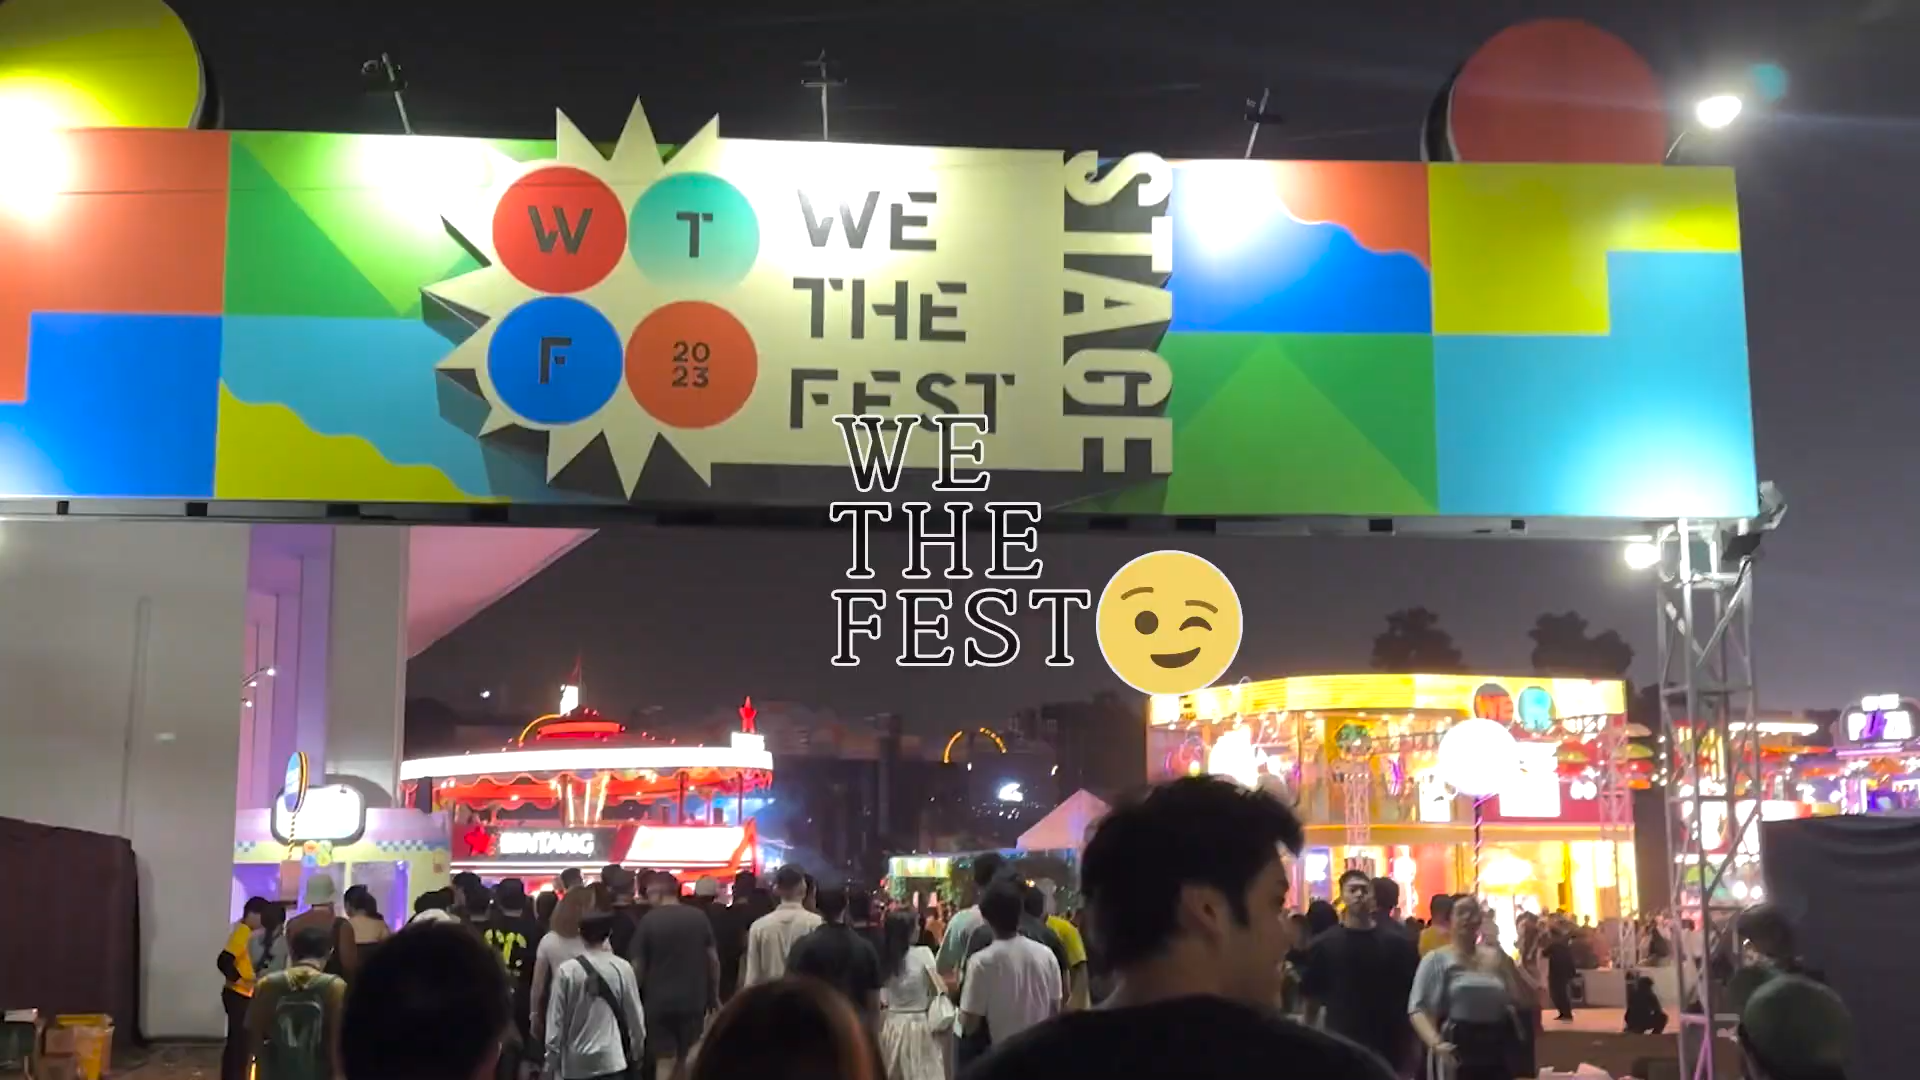 W T
F 20
23
WE
THE
FEST
STAGE
WE
THE
FEST
BINTANG